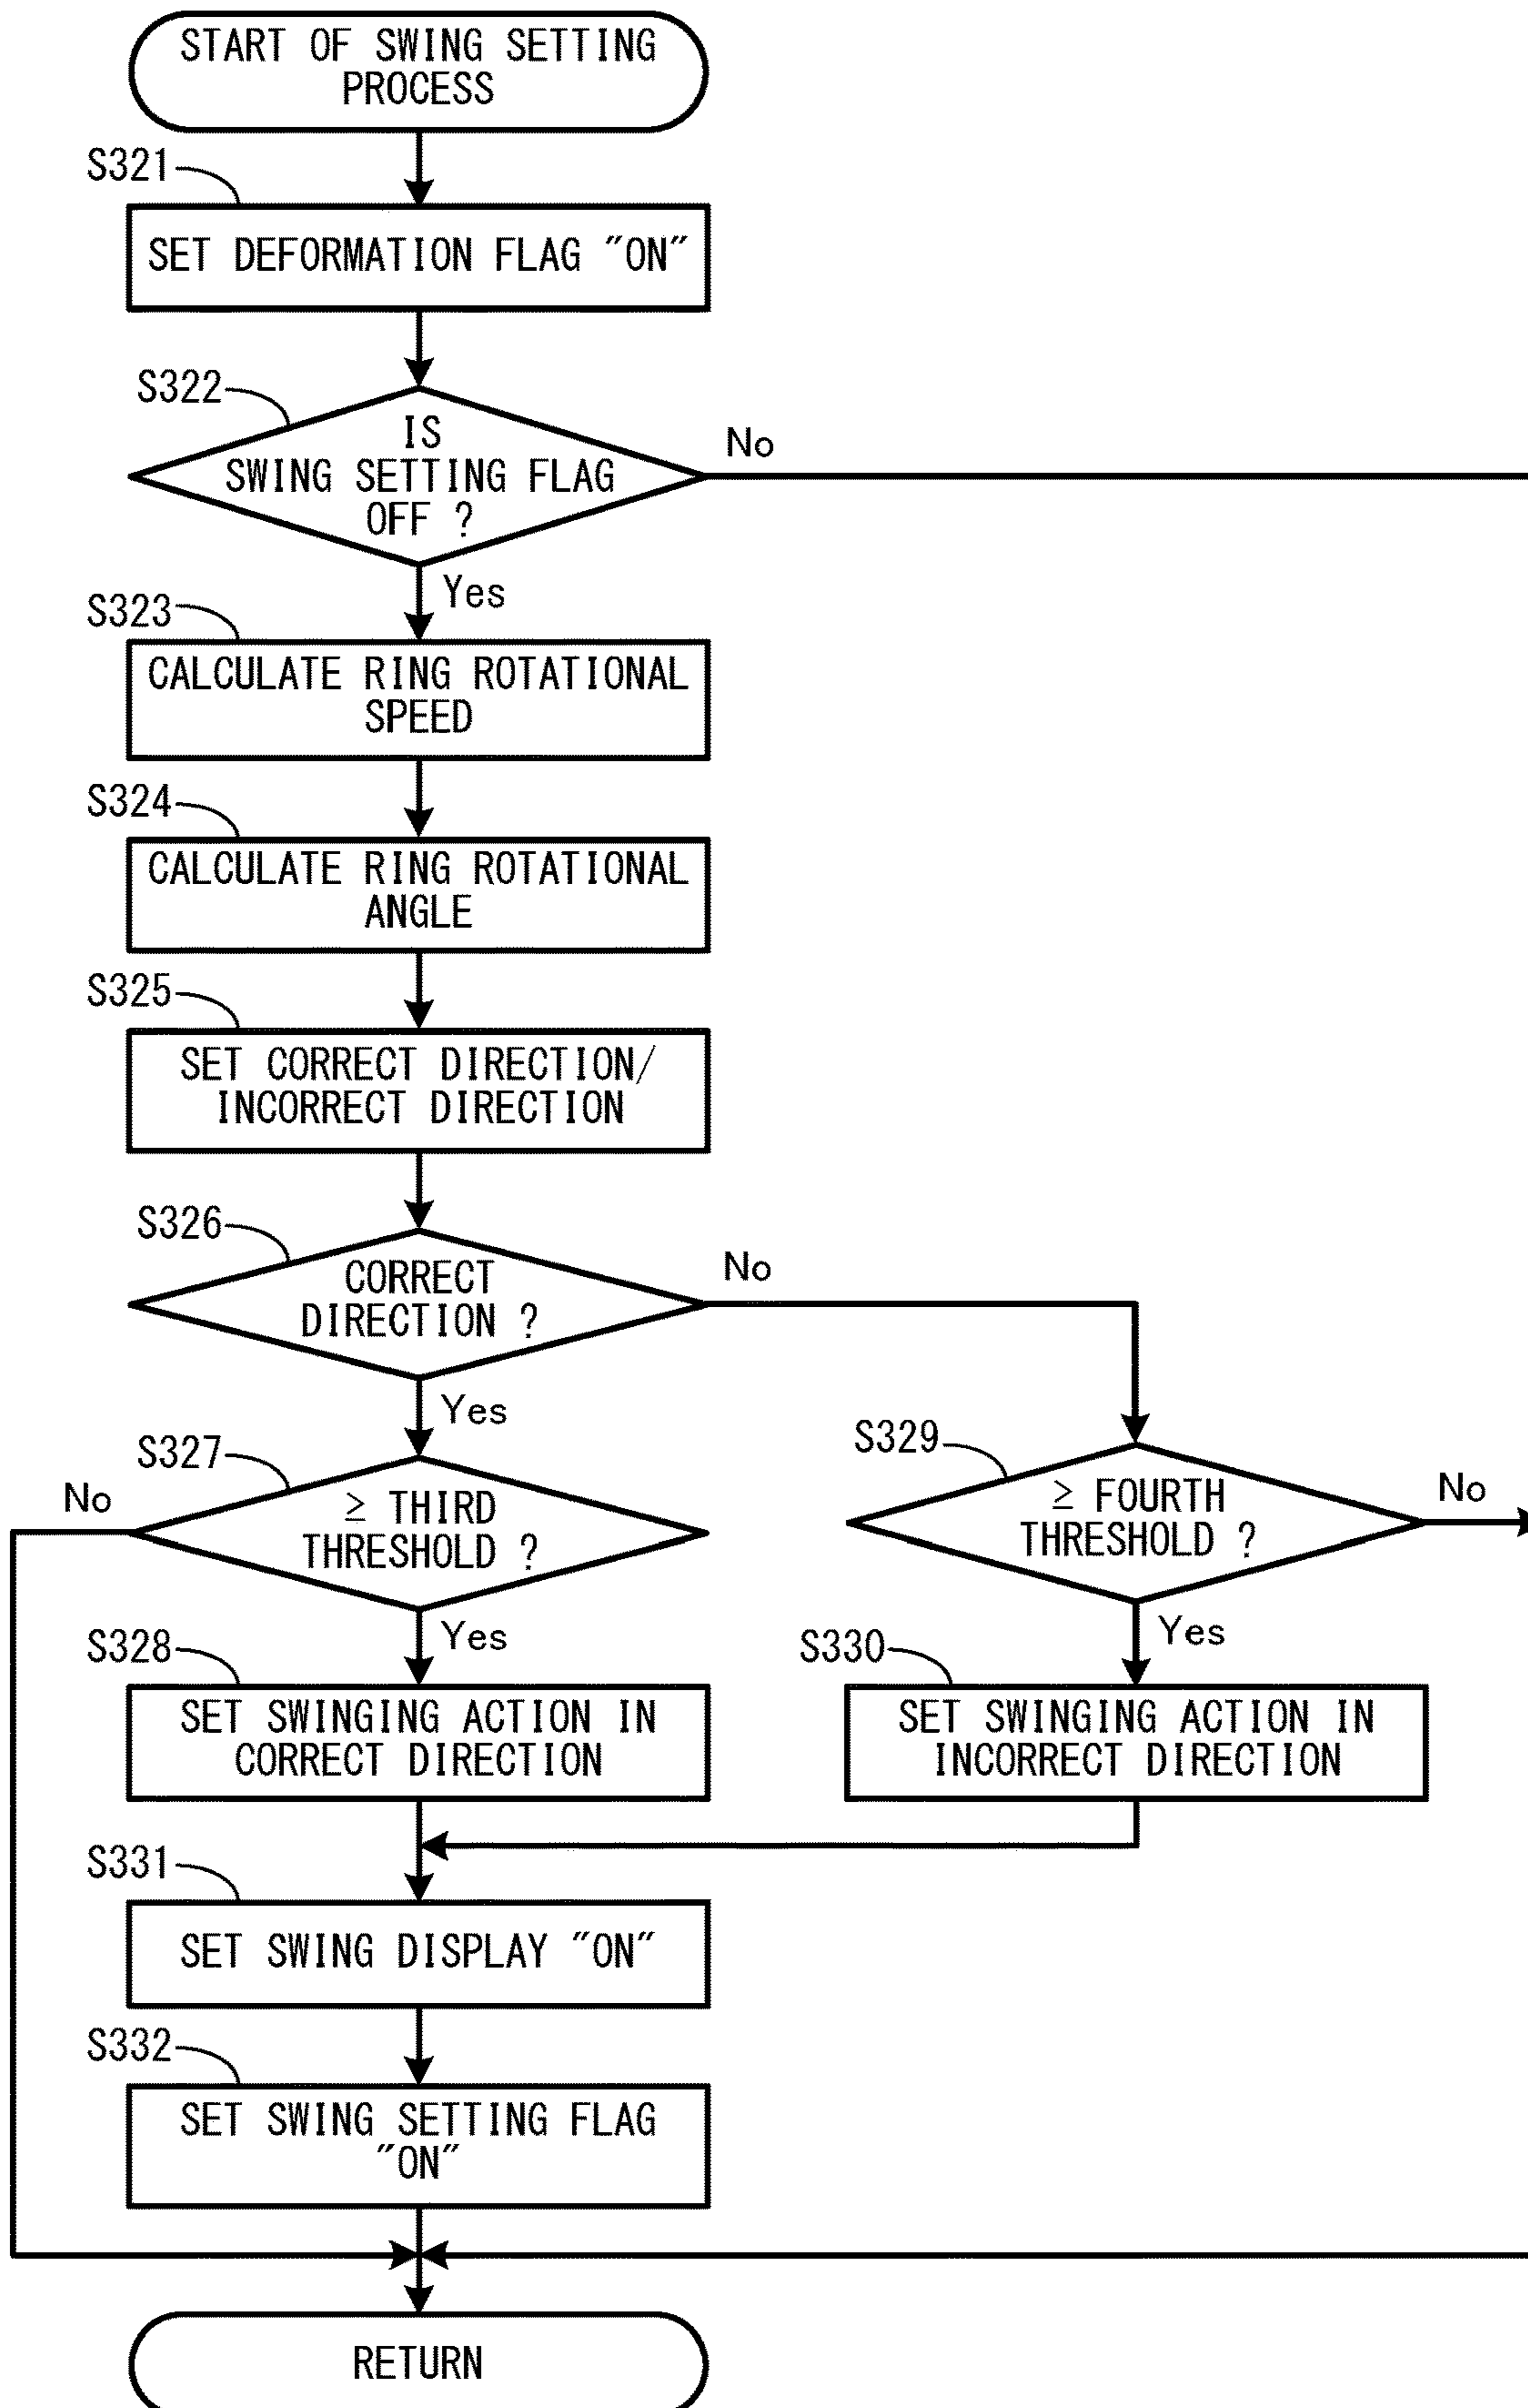 START OF SWING SETTING
PROCESS
S321
SET DEFORMATION FLAG "ON"
S322
IS
SWING SETTING FLAG
OFF ?
No
Yes
S323
CALCULATE RING ROTATIONAL
SPEED
S324
CALCULATE RING ROTATIONAL
ANGLE
S325
SET CORRECT DIRECTION/
INCORRECT DIRECTION
S326
CORRECT
DIRECTION ?
No
Yes
S327
≥ THIRD
THRESHOLD ?
No
Yes
S329
≥ FOURTH
THRESHOLD ?
No
Yes
S328
SET SWINGING ACTION IN
CORRECT DIRECTION
S330
SET SWINGING ACTION IN
INCORRECT DIRECTION
S331
SET SWING DISPLAY "ON"
S332
SET SWING SETTING FLAG
"ON"
RETURN